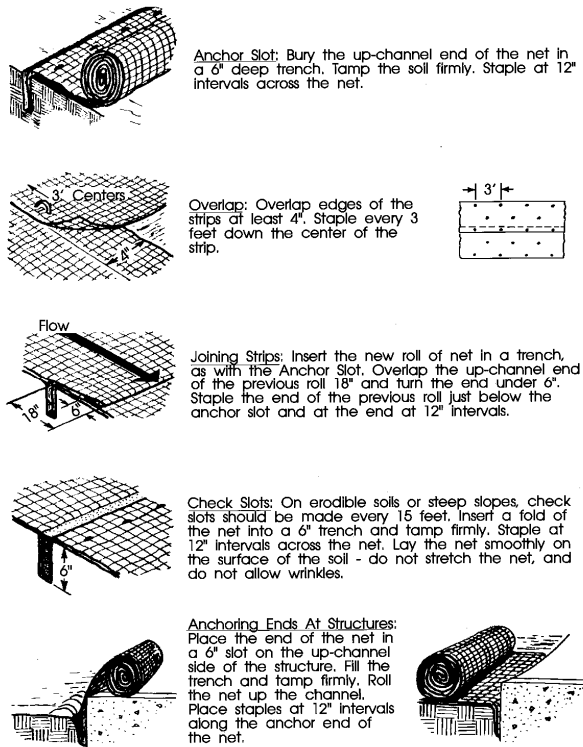 Anchor Slot: Bury the up-channel end of the net in
a 6" deep trench. Tamp the soil firmly. Staple at 12"
intervals across the net.
3' Centers
4"
Overlap: Overlap edges of the
strips at least 4". Staple every 3
feet down the center of the
strip.
3'
Flow
18"
6"
Joining Strips: Insert the new roll of net in a trench,
as with the Anchor Slot. Overlap the up-channel end
of the previous roll 18" and turn the end under 6".
Staple the end of the previous roll just below the
anchor slot and at the end at 12" intervals.
6"
Check Slots: On erodible soils or steep slopes, check
slots should be made every 15 feet. Insert a fold of
the net into a 6" trench and tamp firmly. Staple at
12" intervals across the net. Lay the net smoothly on
the surface of the soil - do not stretch the net, and
do not allow wrinkles.
Anchoring Ends At Structures:
Place the end of the net in
a 6" slot on the up-channel
side of the structure. Fill the
trench and tamp firmly. Roll
the net up the channel.
Place staples at 12" intervals
along the anchor end of
the net.